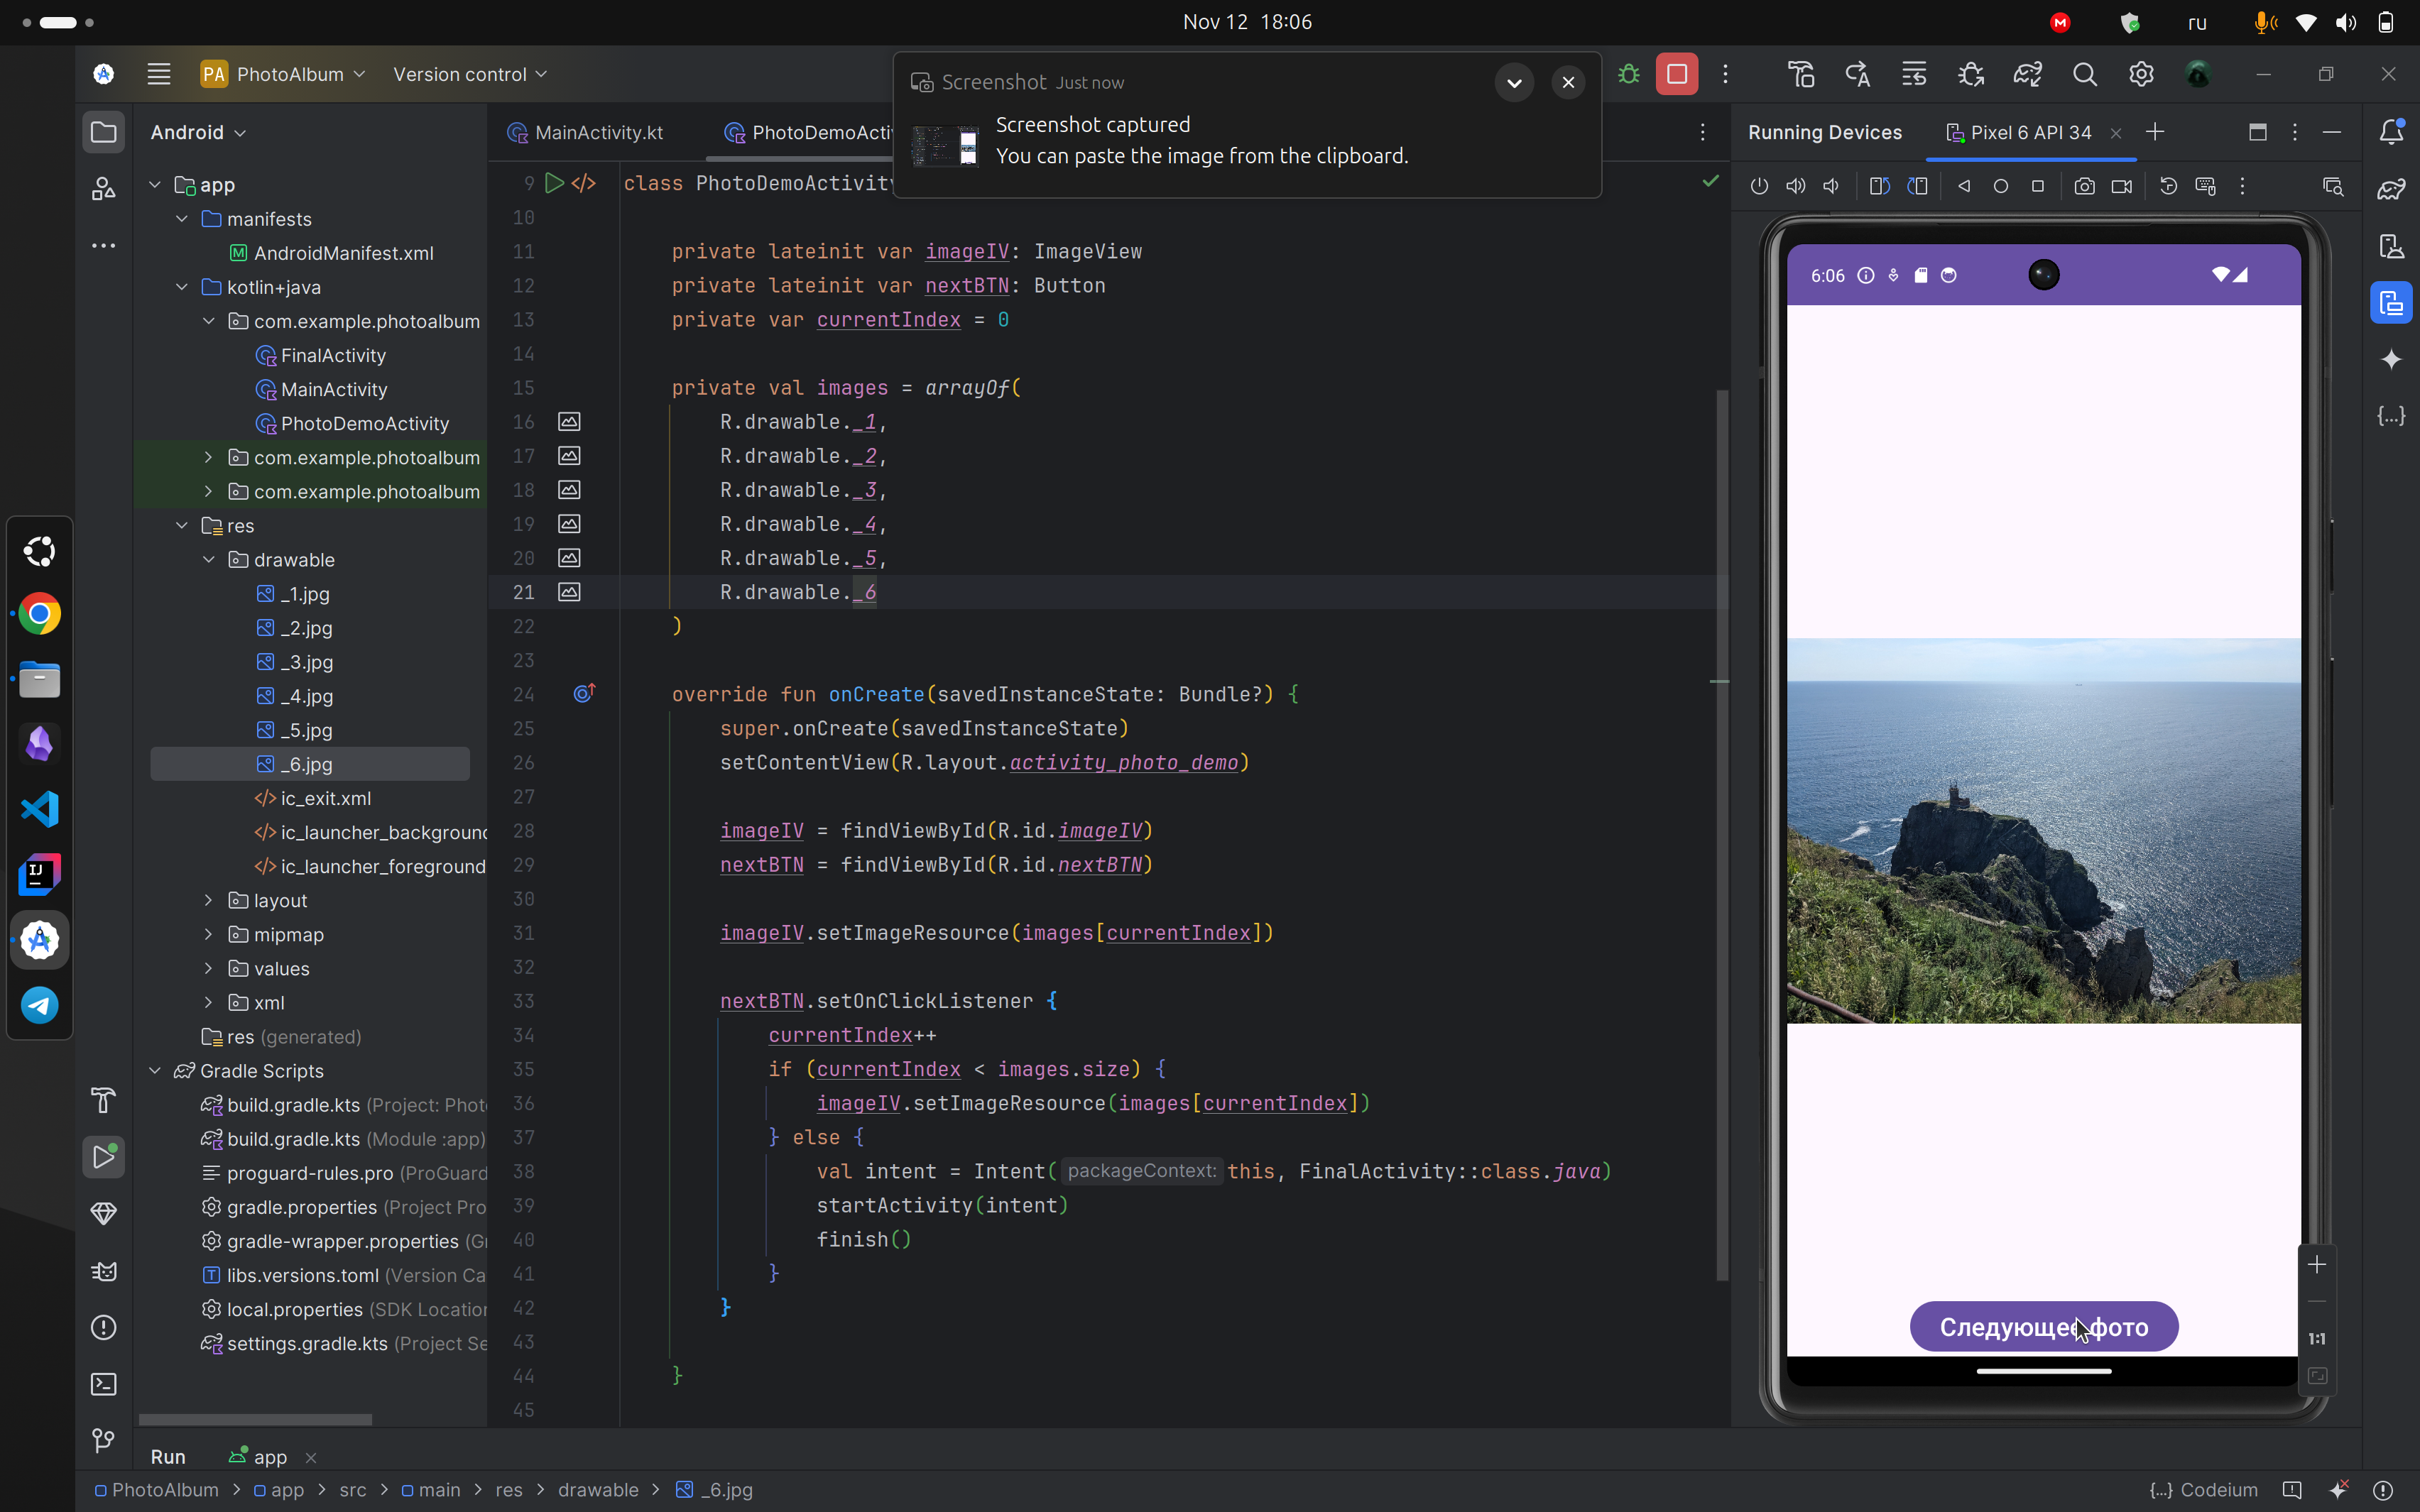 Nov 12 18:06
ru
PA PhotoAlbum
Version control
Screenshot Just now
Screenshot captured
You can paste the image from the clipboard.
Android
app
manifests
AndroidManifest.xml
kotlin+java
com.example.photoalbum
FinalActivity
MainActivity
PhotoDemoActivity
com.example.photoalbum
com.example.photoalbum
res
drawable
_1.jpg
_2.jpg
_3.jpg
_4.jpg
_5.jpg
_6.jpg
ic_exit.xml
ic_launcher_background
ic_launcher_foreground
layout
mipmap
values
xml
res (generated)
Gradle Scripts
build.gradle.kts (Project: Phot
build.gradle.kts (Module :app)
proguard-rules.pro (ProGuard
gradle.properties (Project Pro
gradle-wrapper.properties (Gr
libs.versions.toml (Version Ca
local.properties (SDK Location
settings.gradle.kts (Project Se
MainActivity.kt
PhotoDemoActiv
9 class PhotoDemoActivity
10
11 private lateinit var imageIV: ImageView
12 private lateinit var nextBTN: Button
13 private var currentIndex = 0
14
15 private val images = arrayOf(
16 R.drawable._1,
17 R.drawable._2,
18 R.drawable._3,
19 R.drawable._4,
20 R.drawable._5,
21 R.drawable._6
22 )
23
24 override fun onCreate(savedInstanceState: Bundle?) {
25 super.onCreate(savedInstanceState)
26 setContentView(R.layout.activity_photo_demo)
27
28 imageIV = findViewById(R.id.imageIV)
29 nextBTN = findViewById(R.id.nextBTN)
30
31 imageIV.setImageResource(images[currentIndex])
32
33 nextBTN.setOnClickListener {
34 currentIndex++
35 if (currentIndex < images.size) {
36 imageIV.setImageResource(images[currentIndex])
37 } else {
38 val intent = Intent( packageContext: this, FinalActivity::class.java)
39 startActivity(intent)
40 finish()
41 }
42 }
43
44 }
45
Running Devices
Pixel 6 API 34
6:06
Следующее фото
1:1
Run
app
PhotoAlbum > app > src > main > res > drawable > _6.jpg
{...} Codeium